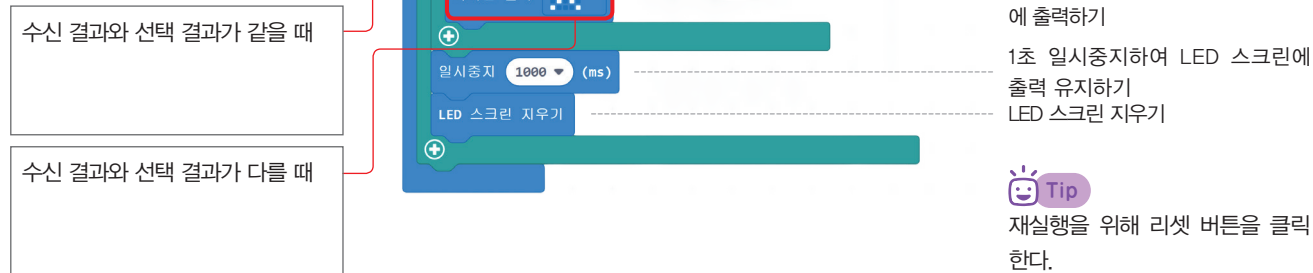 수신 결과와 선택 결과가 같을 때
수신 결과와 선택 결과가 다를 때
일시중지 1000 (ms)
LED 스크린 지우기
에 출력하기
1초 일시중지하여 LED 스크린에
출력 유지하기
LED 스크린 지우기
Tip
재실행을 위해 리셋 버튼을 클릭
한다.